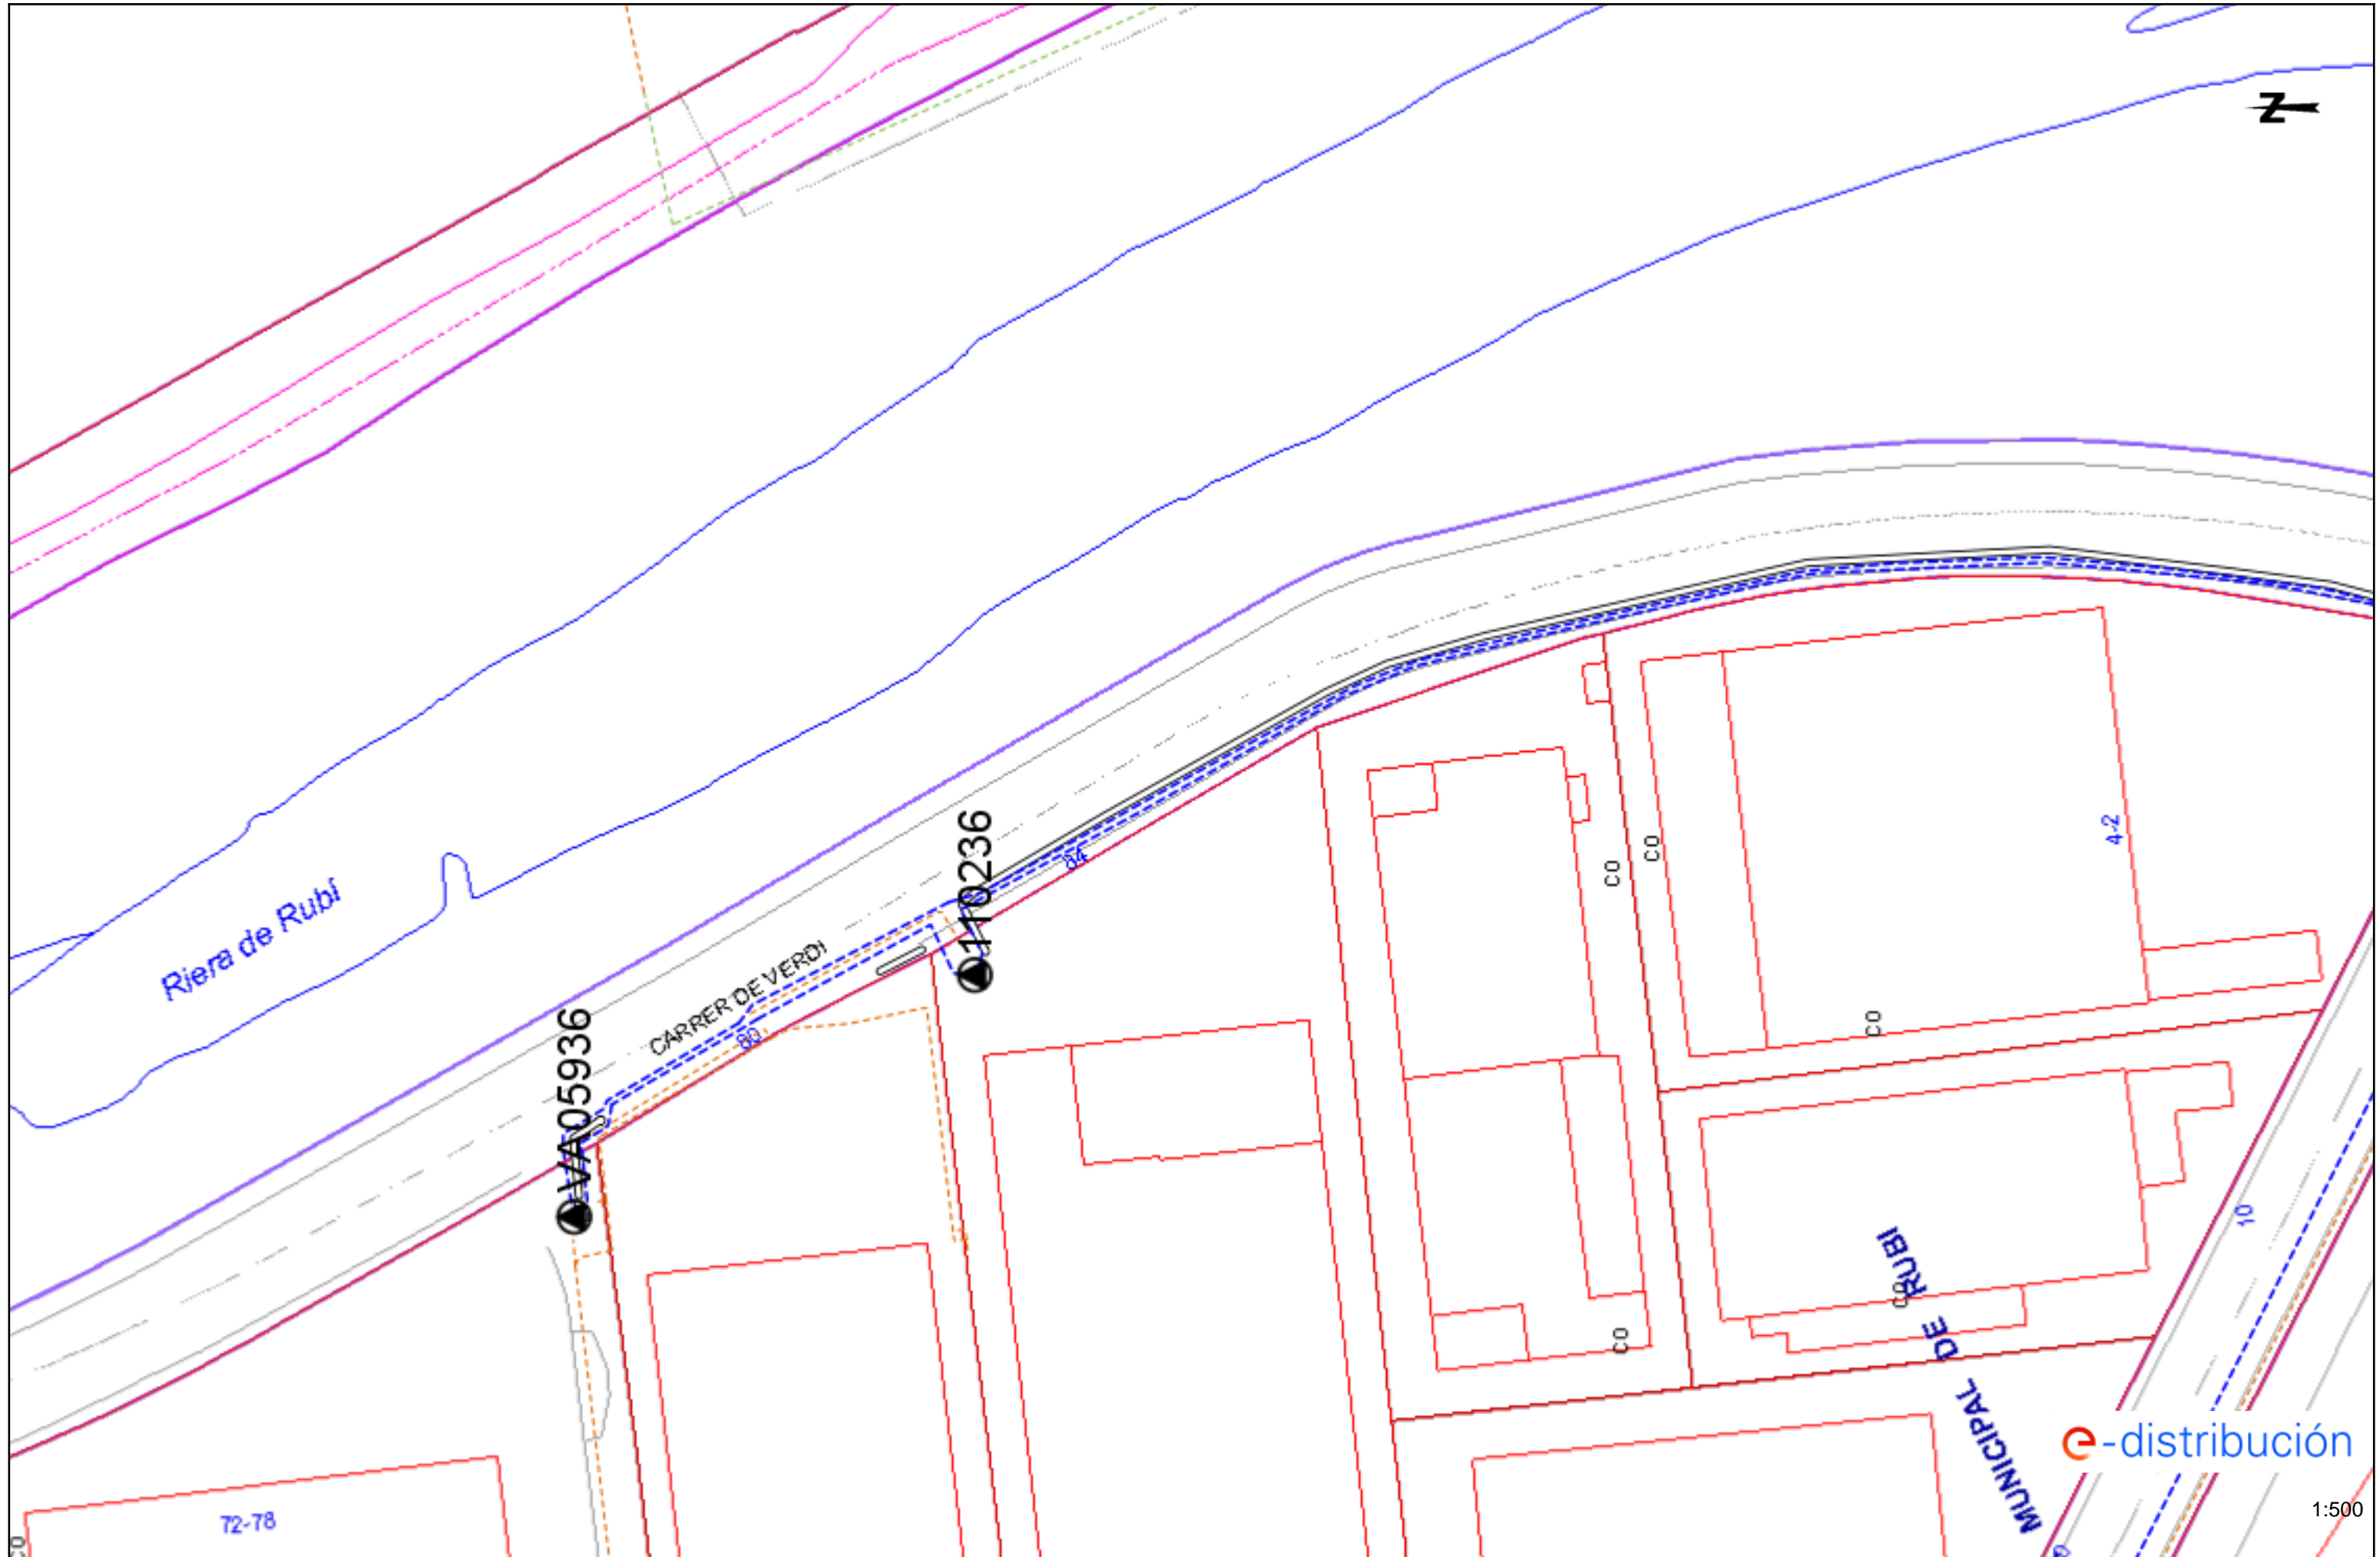 Z
Riera de Rubí
CARRER DE VERDI
VA05936
110236
84
80
CO
CO
4-2
CO
CO
CO
10
MUNICIPAL DE RUBI
72-78
CO
e-distribución
1:500